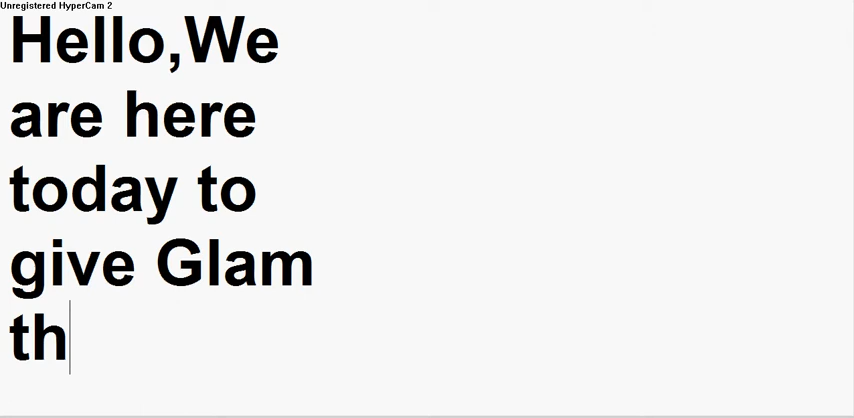 Unregistered HyperCam 2
Hello,We
are here
today to
give Glam
th